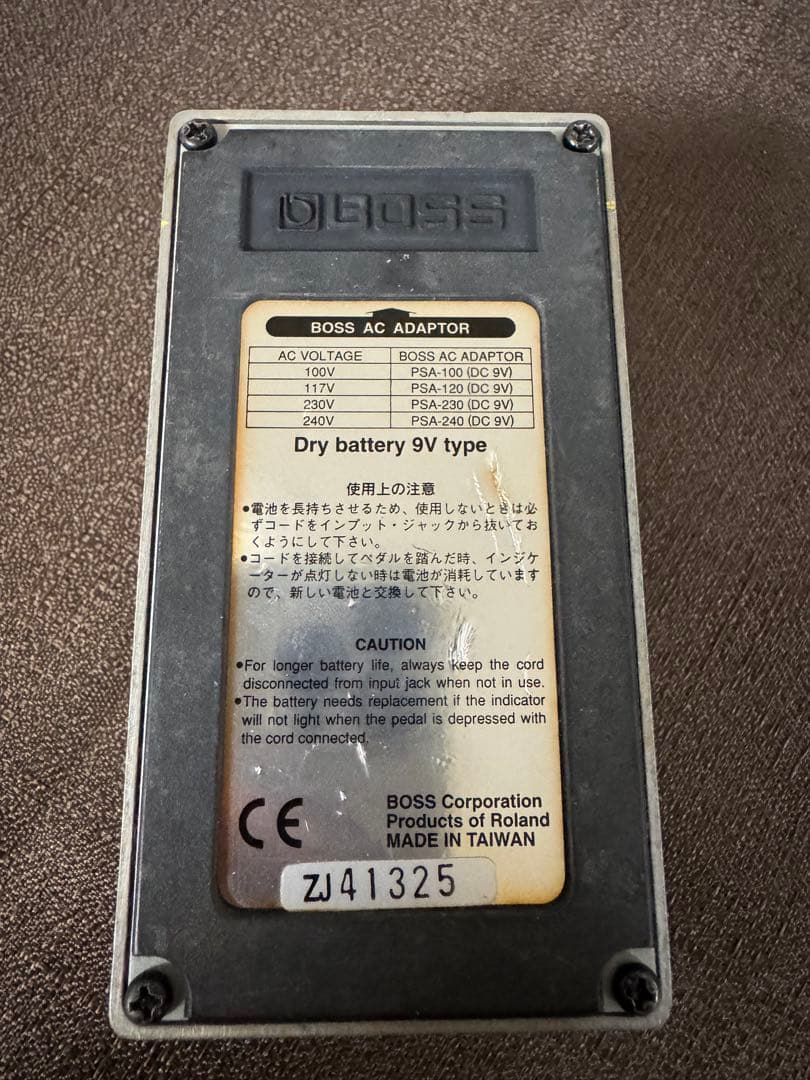 BOSS
BOSS AC ADAPTOR
AC VOLTAGE BOSS AC ADAPTOR
100V PSA-100 (DC 9V)
117V PSA-120 (DC 9V)
230V PSA-230 (DC 9V)
240V PSA-240 (DC 9V)
Dry battery 9V type
使用上の注意
●電池を長持ちさせるため、使用しないときは必
ずコードをインプット・ジャックから抜いてお
くようにして下さい。
●コードを接続してペダルを踏んだ時、インジケ
ーターが点灯しない時は電池が消耗しています
ので、新しい電池と交換して下さい。
CAUTION
●For longer battery life, always keep the cord
disconnected from input jack when not in use.
●The battery needs replacement if the indicator
will not light when the pedal is depressed with
the cord connected.
CE
BOSS Corporation
Products of Roland
MADE IN TAIWAN
ZJ41325